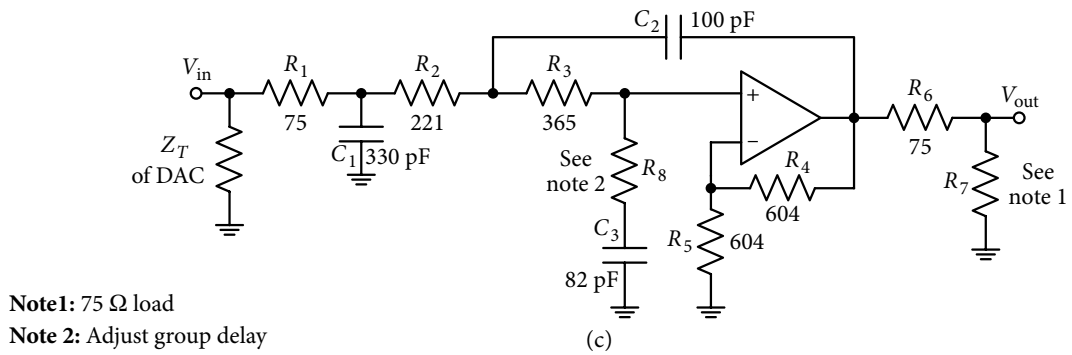 C2 100 pF
Vin R1 R2 R3
75 221 365
+
−
R6 Vout
75
ZT
of DAC
C1 330 pF
See
note 2
R8
R4
604
R7
See
note 1
C3
82 pF
R5 604
Note1: 75 Ω load
Note 2: Adjust group delay
(c)